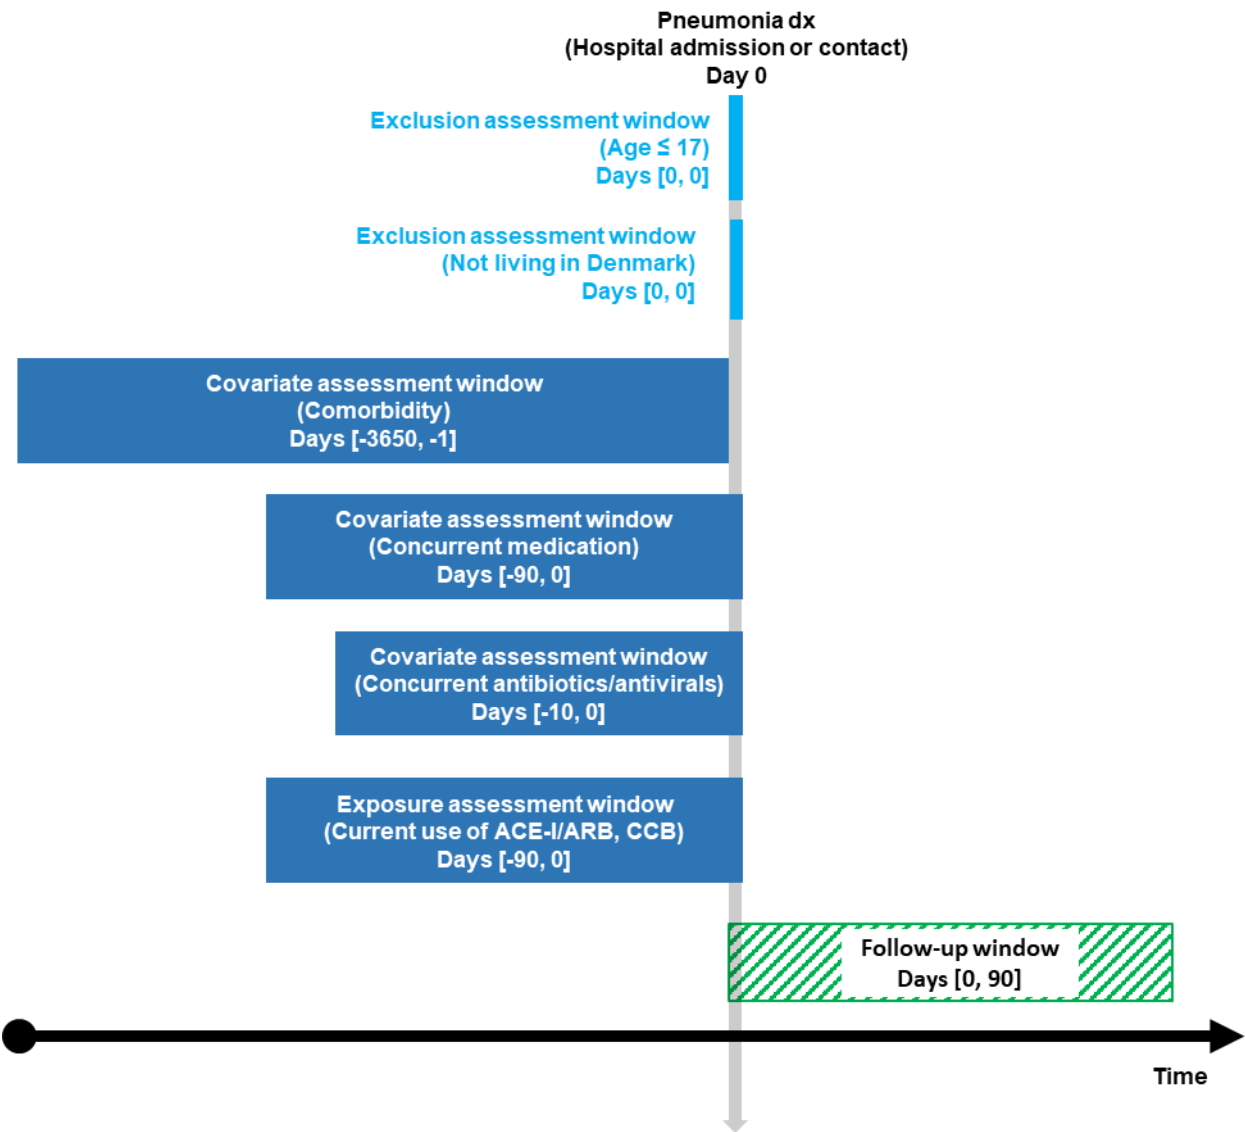 Pneumonia dx
(Hospital admission or contact)
Day 0
Exclusion assessment window
(Age ≤ 17)
Days [0, 0]
Exclusion assessment window
(Not living in Denmark)
Days [0, 0]
Covariate assessment window
(Comorbidity)
Days [-3650, -1]
Covariate assessment window
(Concurrent medication)
Days [-90, 0]
Covariate assessment window
(Concurrent antibiotics/antivirals)
Days [-10, 0]
Exposure assessment window
(Current use of ACE-I/ARB, CCB)
Days [-90, 0]
Follow-up window
Days [0, 90]
Time